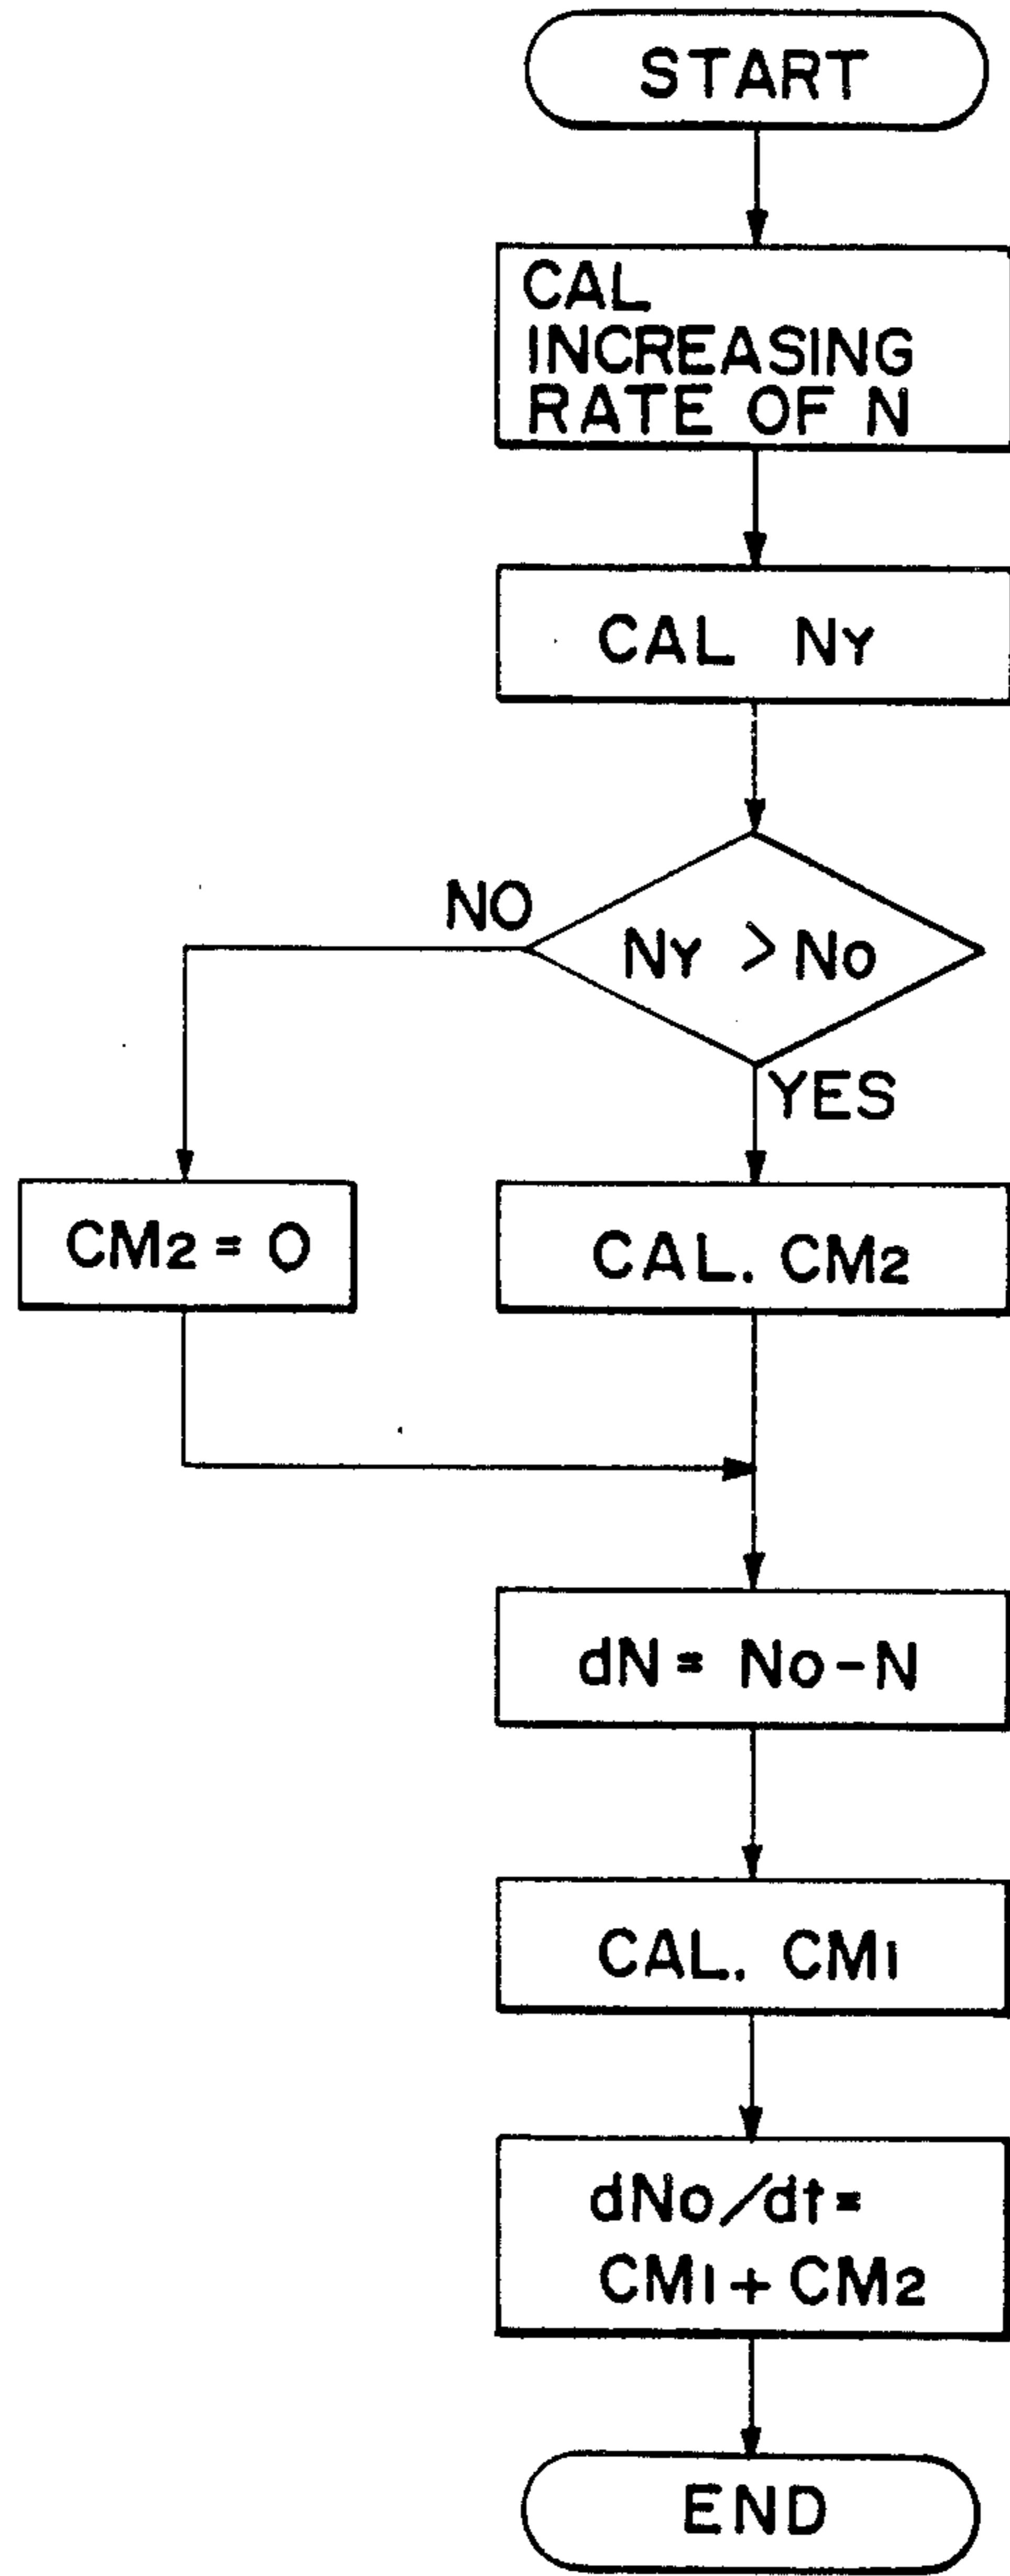 START
CAL
INCREASING
RATE OF N
CAL NY
NO
NY > No
YES
CM2 = 0
CAL. CM2
dN = No-N
CAL. CM1
dNo/dt=
CM1 + CM2
END